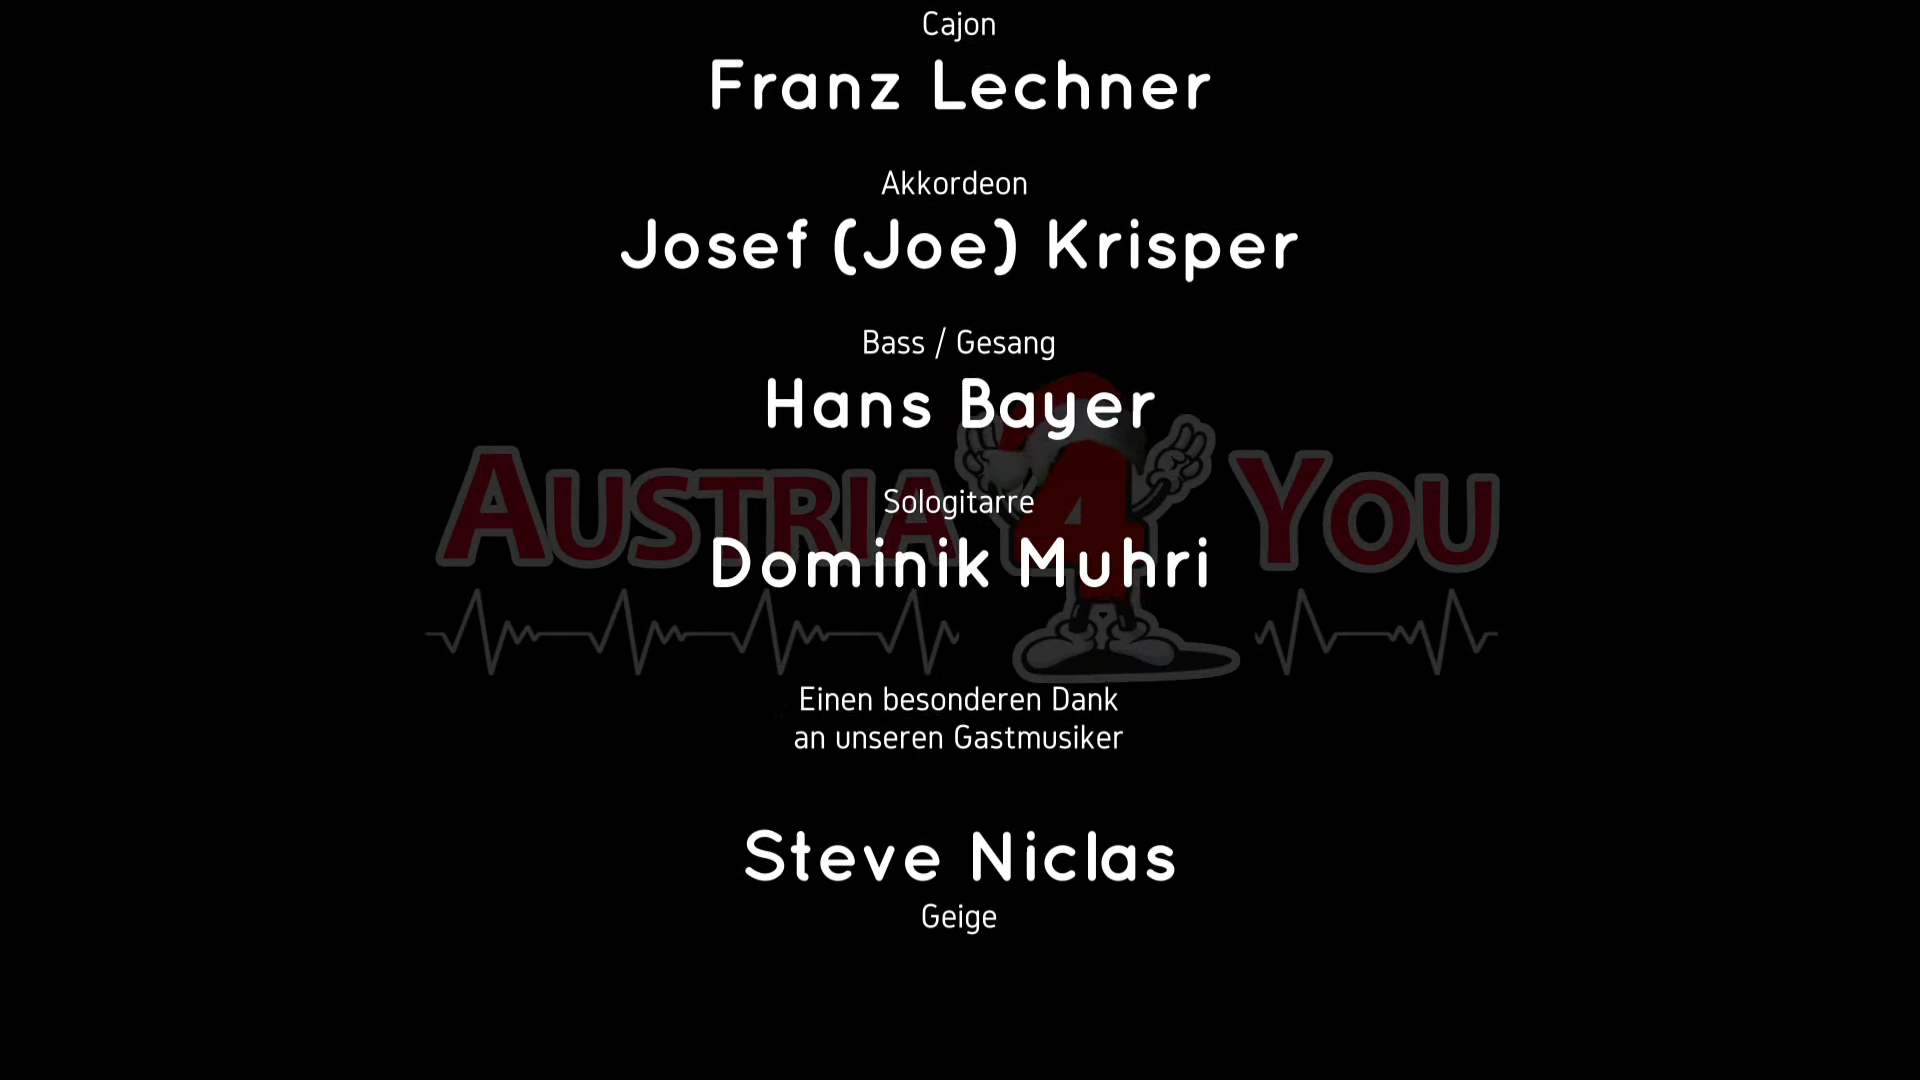 Cajon
Franz Lechner
Akkordeon
Josef (Joe) Krisper
Bass / Gesang
Hans Bayer
Sologitarre
Austria 4 You
Dominik Muhri
Einen besonderen Dank
an unseren Gastmusiker
Steve Niclas
Geige